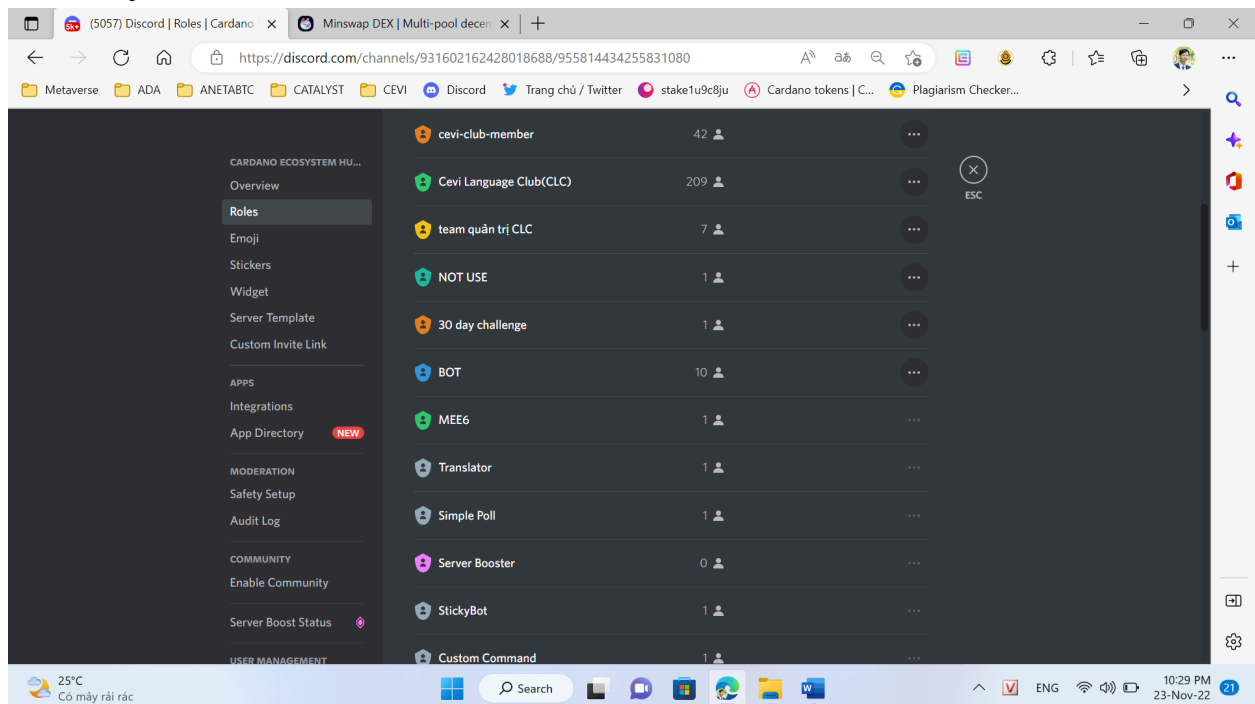 (5057) Discord | Roles | Cardano
Minswap DEX | Multi-pool decen
https://discord.com/channels/931602162428018688/955814434255831080
Metaverse ADA ANETABTC CATALYST CEVI Discord Trang chủ / Twitter stake1u9c8ju Cardano tokens | C... Plagiarism Checker...
CARDANO ECOSYSTEM HU...
Overview
Roles
Emoji
Stickers
Widget
Server Template
Custom Invite Link
APPS
Integrations
App Directory NEW
MODERATION
Safety Setup
Audit Log
COMMUNITY
Enable Community
Server Boost Status
USER MANAGEMENT
cevi-club-member 42
Cevi Language Club(CLC) 209
team quản trị CLC 7
NOT USE 1
30 day challenge 1
BOT 10
MEE6 1
Translator 1
Simple Poll 1
Server Booster 0
StickyBot 1
Custom Command 1
ESC
25°C
Có mây rải rác
Search
ENG
10:29 PM
23-Nov-22
21